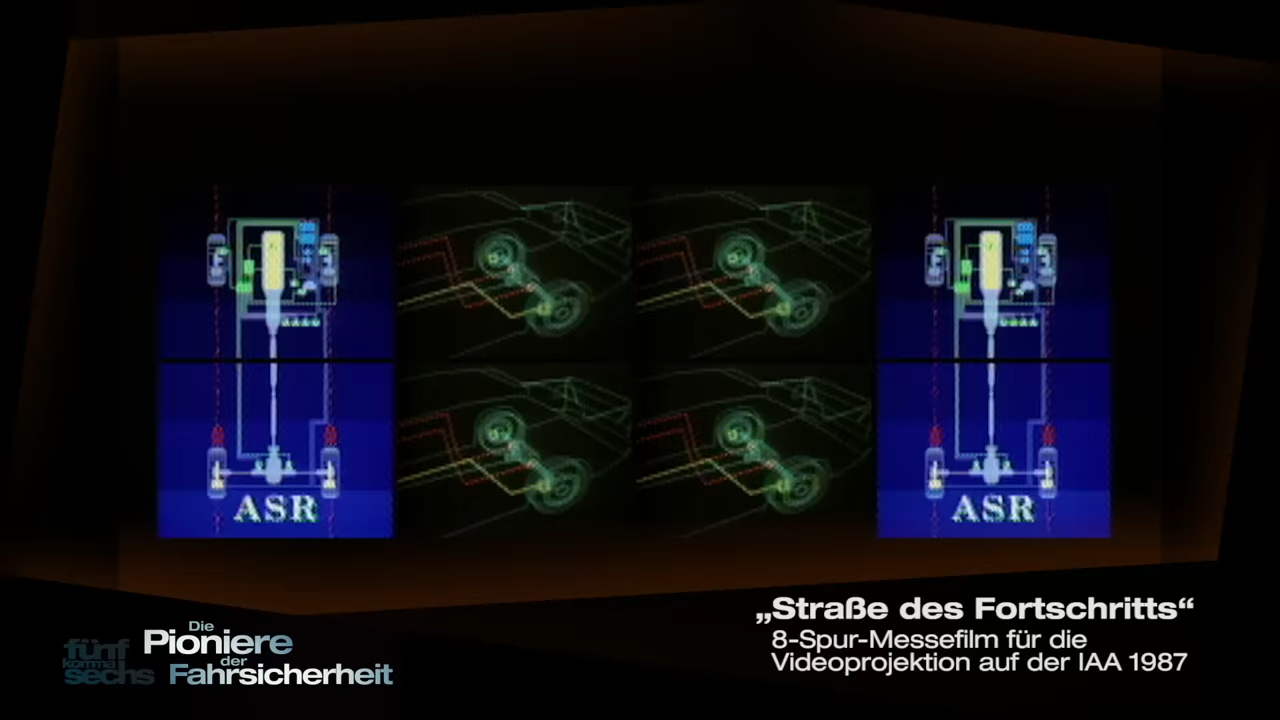 ASR
ASR
Die
Pioniere
der
Fahrsicherheit
fünf
komma
sechs
„Straße des Fortschritts“
8-Spur-Messefilm für die
Videoprojektion auf der IAA 1987